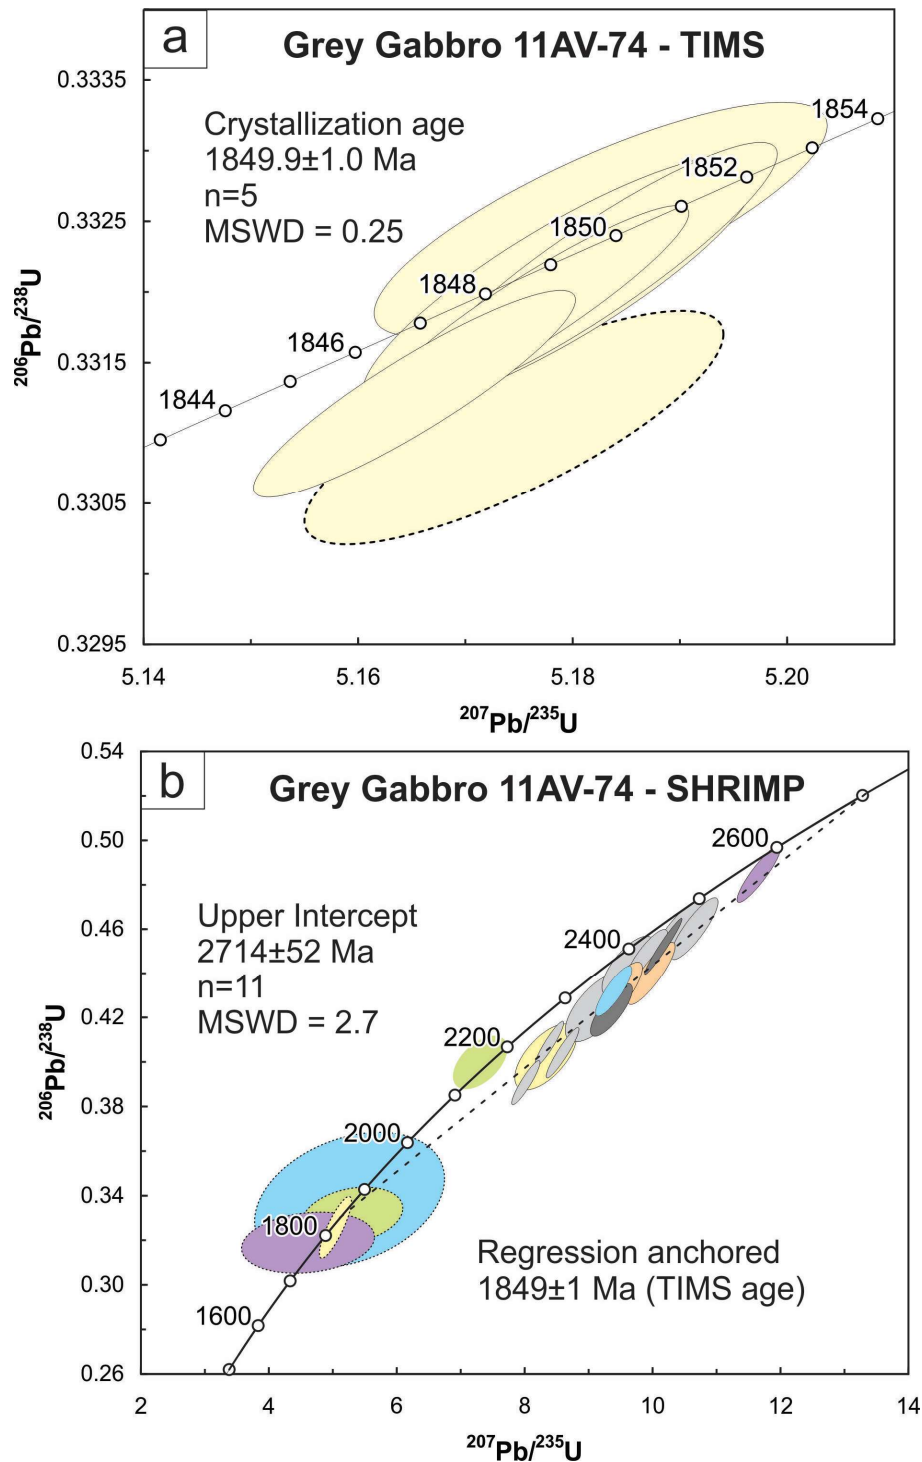 a
Grey Gabbro 11AV-74 - TIMS
0.3335
0.3325
0.3315
0.3305
0.3295
Crystallization age
1849.9±1.0 Ma
n=5
MSWD = 0.25
1854
1852
1850
1848
1846
1844
²⁰⁶Pb/²³⁸U
5.14
5.16
5.18
5.20
²⁰⁷Pb/²³⁵U
b
Grey Gabbro 11AV-74 - SHRIMP
0.54
0.50
0.46
0.42
0.38
0.34
0.30
0.26
Upper Intercept
2714±52 Ma
n=11
MSWD = 2.7
2600
2400
2200
2000
1800
1600
Regression anchored
1849±1 Ma (TIMS age)
²⁰⁶Pb/²³⁸U
2
4
6
8
10
12
14
²⁰⁷Pb/²³⁵U